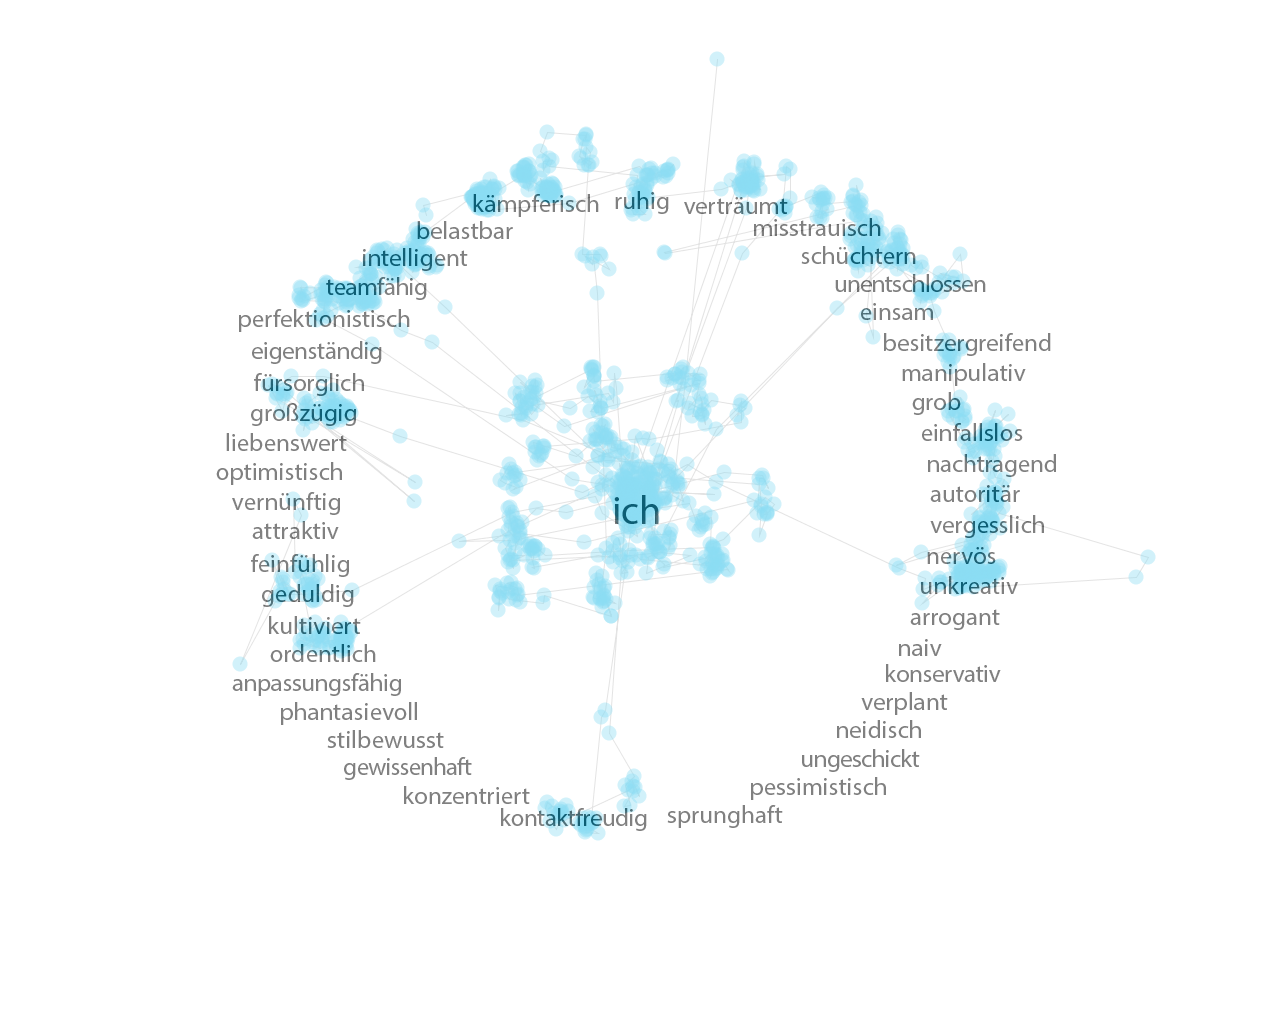 kämpferisch
ruhig
verträumt
belastbar
misstrauisch
intelligent
schüchtern
teamfähig
unentschlossen
perfektionistisch
einsam
eigenständig
besitzergreifend
fürsorglich
manipulativ
großzügig
grob
liebenswert
einfallslos
optimistisch
nachtragend
vernünftig
autoritär
ich
attraktiv
vergesslich
feinfühlig
nervös
geduldig
unkreativ
kultiviert
arrogant
ordentlich
naiv
anpassungsfähig
konservativ
phantasievoll
verplant
stilbewusst
neidisch
gewissenhaft
ungeschickt
konzentriert
pessimistisch
kontaktfreudig
sprunghaft